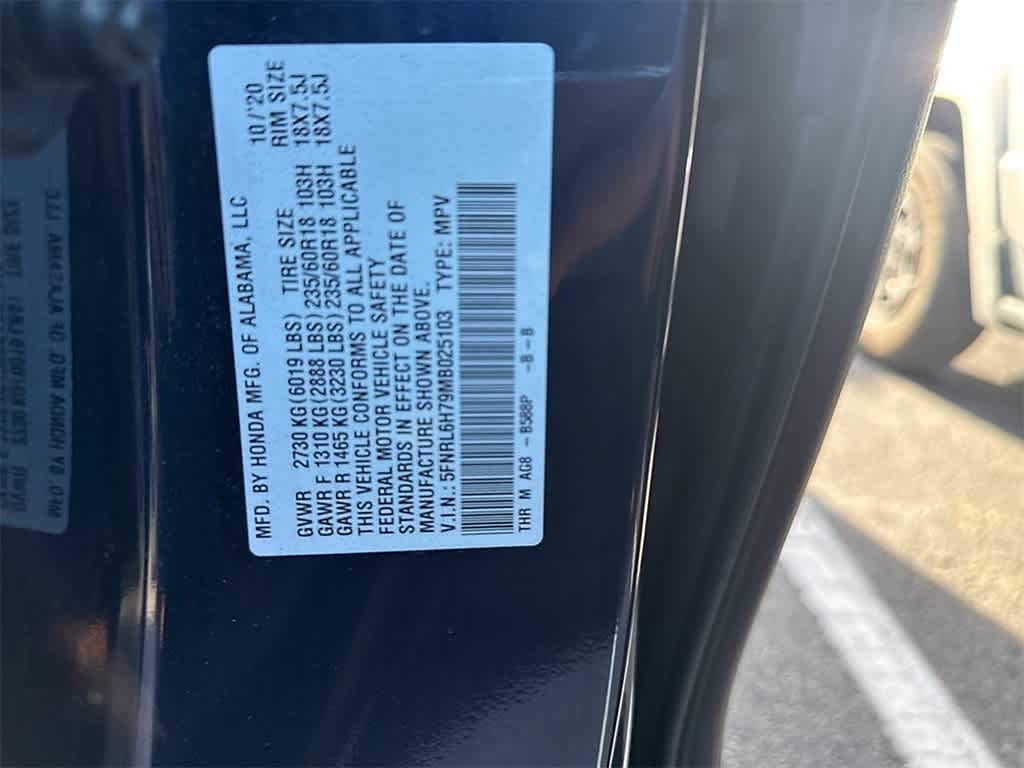 MFD. BY HONDA MFG. OF ALABAMA, LLC 10/'20
GVWR 2730 KG(6019 LBS) TIRE SIZE RIM SIZE
GAWR F 1310 KG(2888 LBS)235/60R18 103H 18X7.5J
GAWR R 1465 KG(3230 LBS)235/60R18 103H 18X7.5J
THIS VEHICLE CONFORMS TO ALL APPLICABLE
FEDERAL MOTOR VEHICLE SAFETY
STANDARDS IN EFFECT ON THE DATE OF
MANUFACTURE SHOWN ABOVE.
V.I.N.: 5FNRL6H79MB025103 TYPE: MPV
THR M AG8 - B588P -B - B